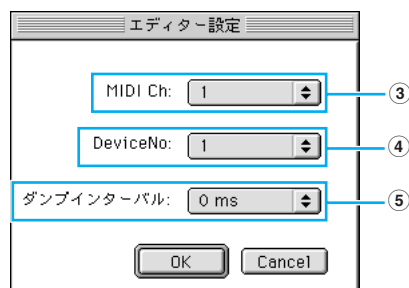 エディター設定
MIDI Ch: 1 ③
DeviceNo: 1 ④
ダンプインターバル: 0 ms ⑤
OK Cancel